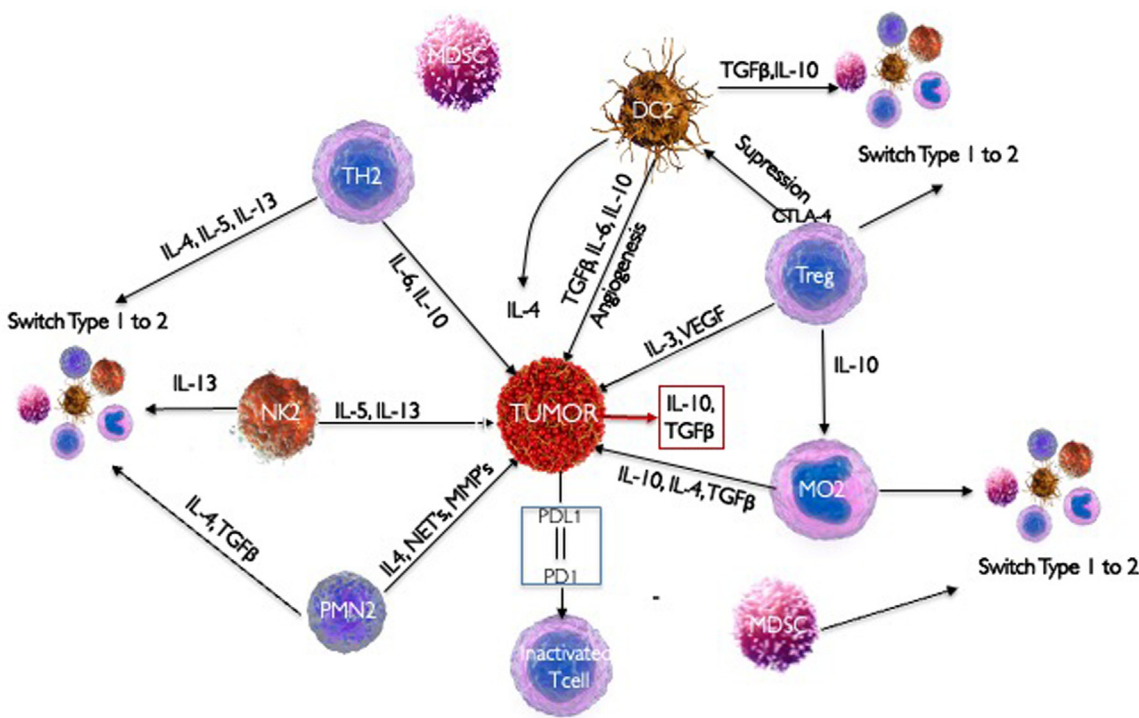 MDSC
DC2
TGFβ,IL-10
Switch Type 1 to 2
Supression
CTLA-4
TH2
IL-4, IL-5, IL-13
IL-6, IL-10
TGFβ, IL-6, IL-10
Angiogenesis
IL-4
Treg
Switch Type 1 to 2
IL-3,VEGF
IL-10
IL-13
NK2
IL-5, IL-13
TUMOR
IL-10,
TGFβ
IL-10, IL-4,TGFβ
MO2
IL-4,TGFβ
IL4, NET's, MMP's
PDL1
PD1
Switch Type 1 to 2
PMN2
MDSC
Inactivated
Tcell